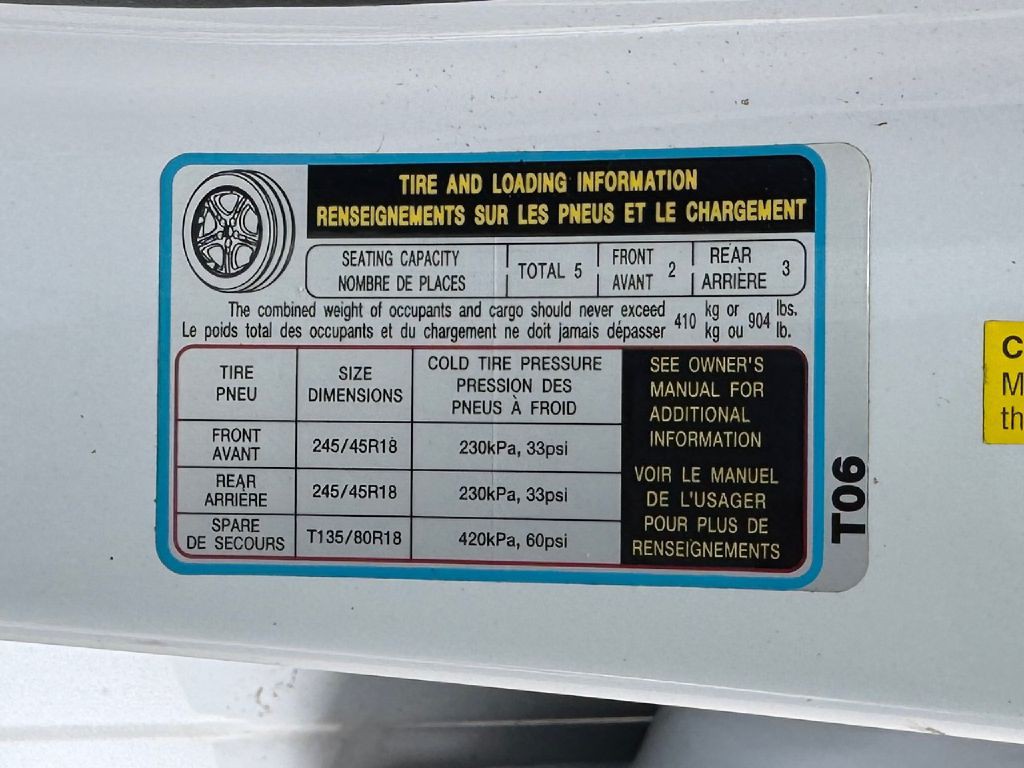 TIRE AND LOADING INFORMATION
RENSEIGNEMENTS SUR LES PNEUS ET LE CHARGEMENT
SEATING CAPACITY
NOMBRE DE PLACES
TOTAL 5
FRONT
AVANT
2
REAR
ARRIÈRE
3
The combined weight of occupants and cargo should never exceed
Le poids total des occupants et du chargement ne doit jamais dépasser
410
kg or
kg ou
904
lbs.
lb.
TIRE
PNEU
SIZE
DIMENSIONS
COLD TIRE PRESSURE
PRESSION DES
PNEUS À FROID
FRONT
AVANT
245/45R18
230kPa, 33psi
REAR
ARRIÈRE
245/45R18
230kPa, 33psi
SPARE
DE SECOURS
T135/80R18
420kPa, 60psi
SEE OWNER'S
MANUAL FOR
ADDITIONAL
INFORMATION
VOIR LE MANUEL
DE L'USAGER
POUR PLUS DE
RENSEIGNEMENTS
T06